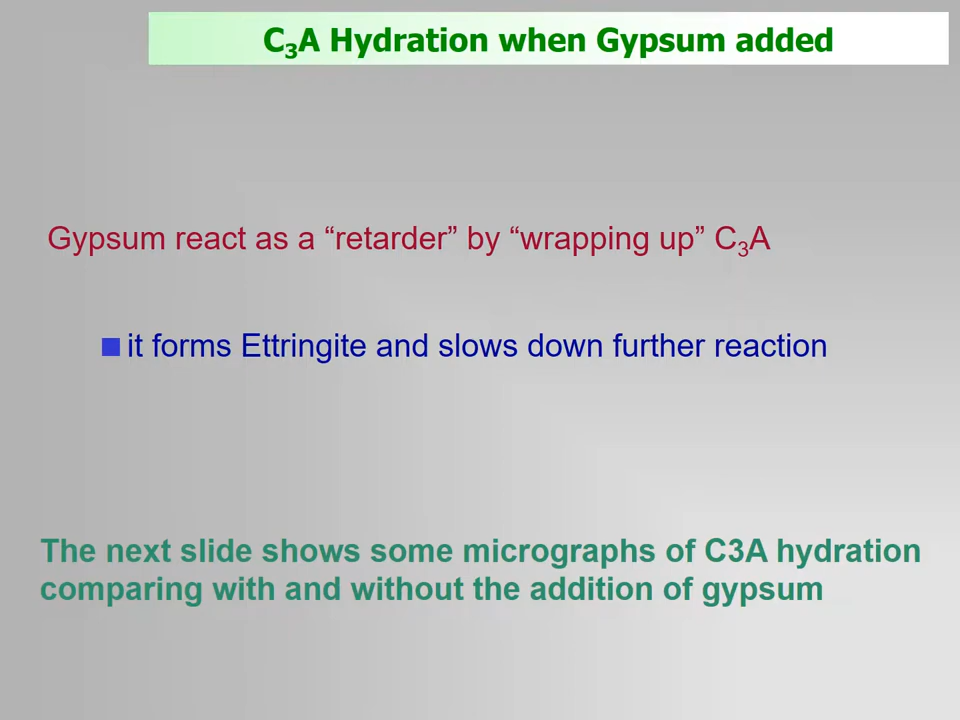 C₃A Hydration when Gypsum added
Gypsum react as a “retarder” by “wrapping up” C₃A
it forms Ettringite and slows down further reaction
The next slide shows some micrographs of C3A hydration
comparing with and without the addition of gypsum